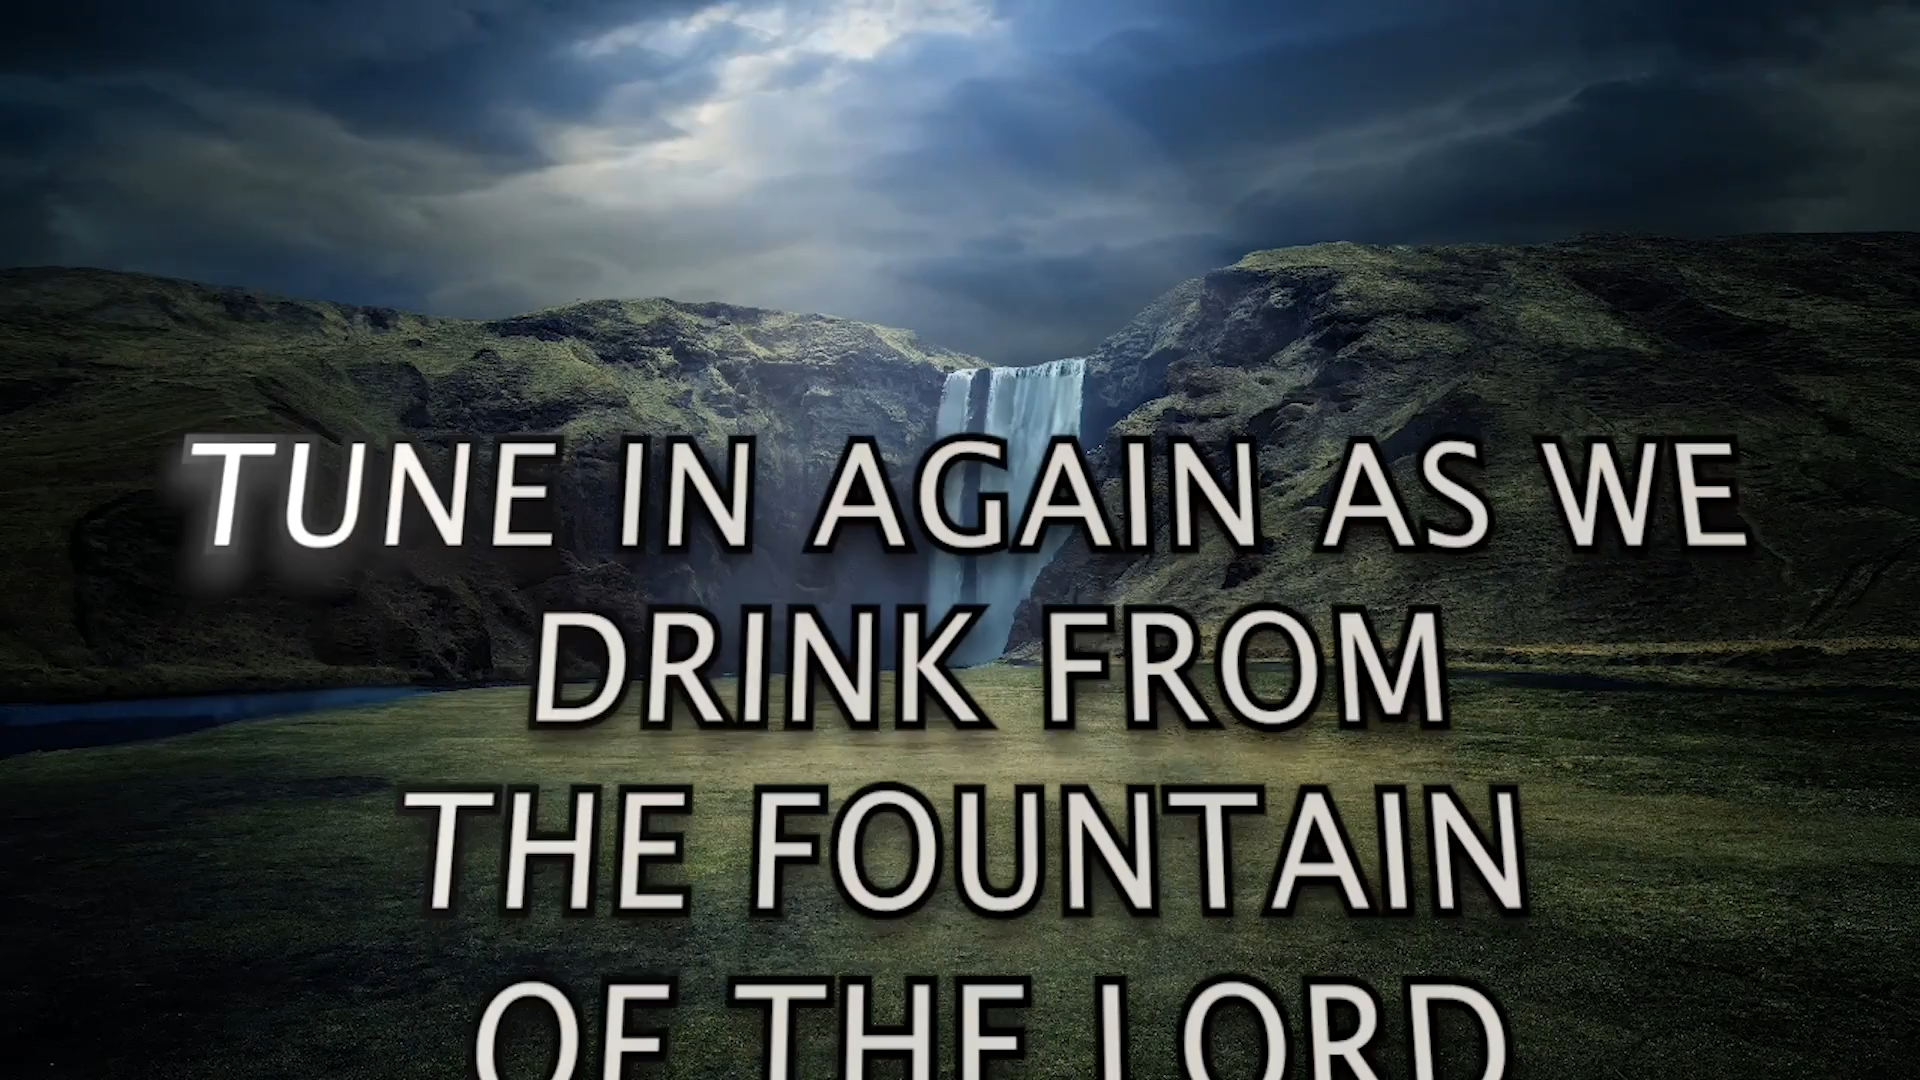 TUNE IN AGAIN AS WE
DRINK FROM
THE FOUNTAIN
OF THE LORD